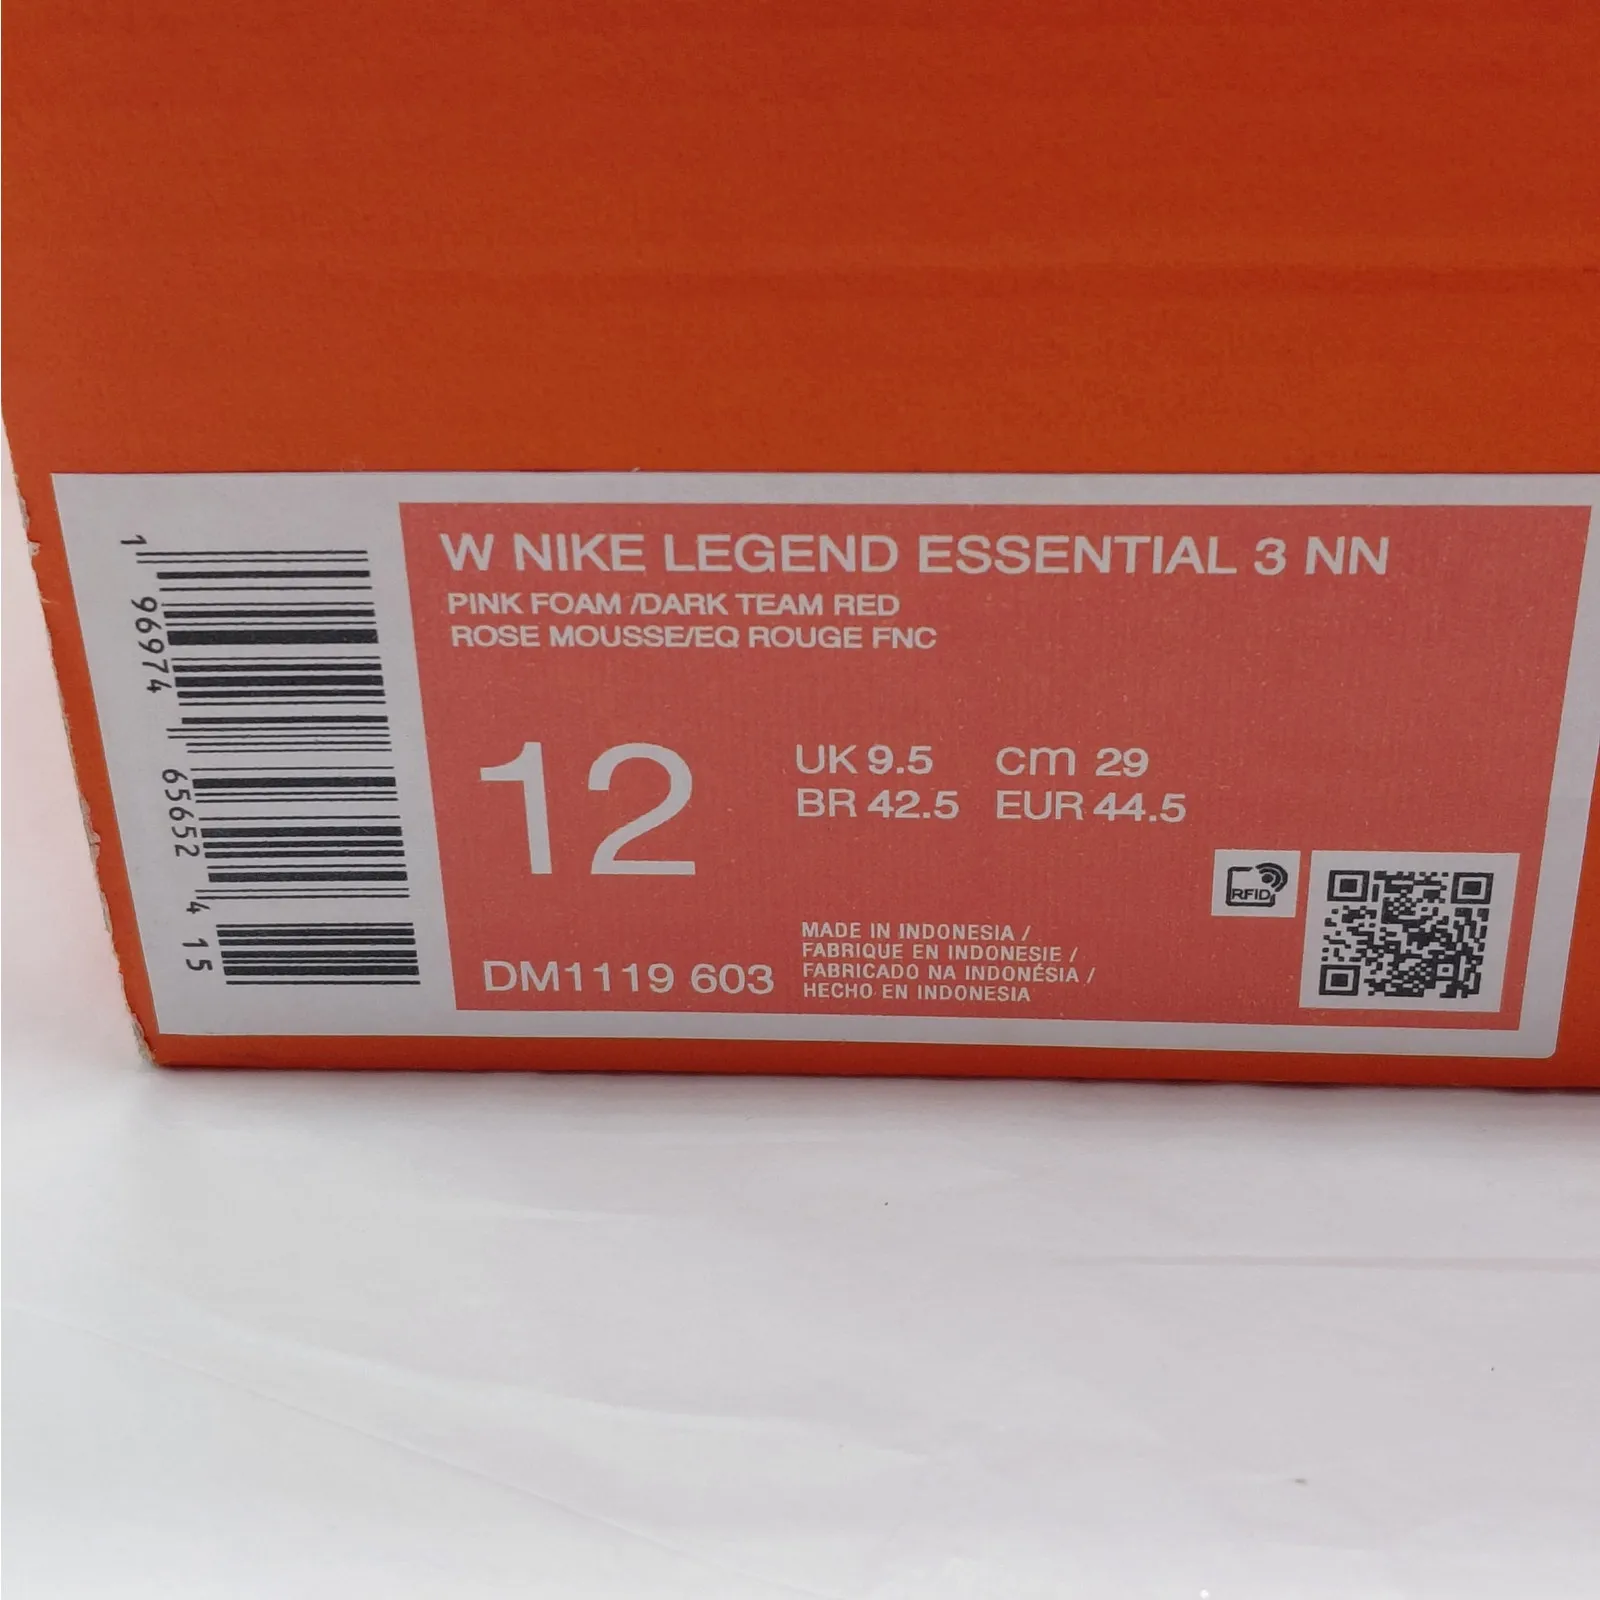 W NIKE LEGEND ESSENTIAL 3 NN
PINK FOAM /DARK TEAM RED
ROSE MOUSSE/EQ ROUGE FNC
12
UK 9.5 cm 29
BR 42.5 EUR 44.5
RFID
DM1119 603
MADE IN INDONESIA /
FABRIQUE EN INDONESIE /
FABRICADO NA INDONÉSIA /
HECHO EN INDONESIA
1 96974 65652 4 15